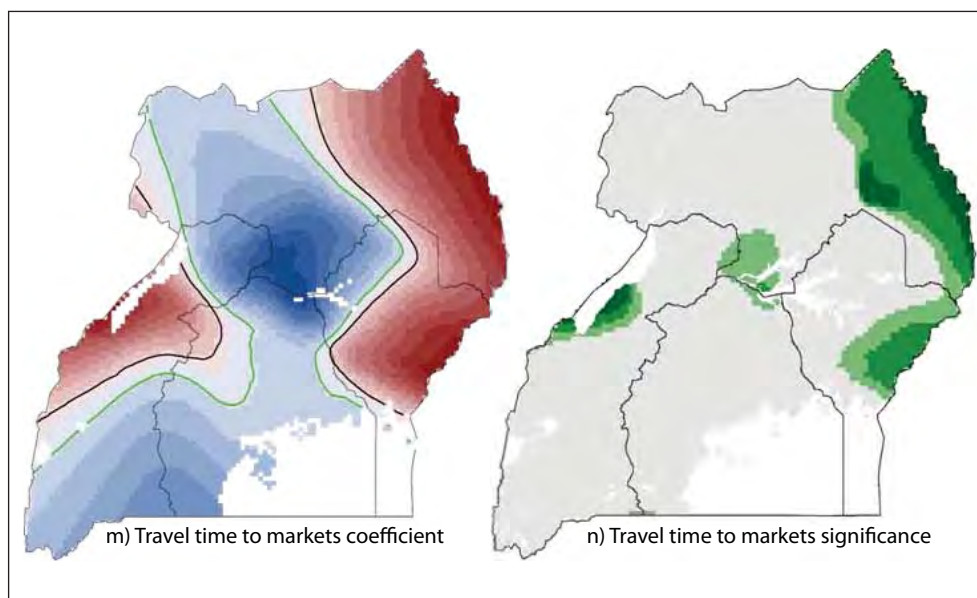 m) Travel time to markets coefficient
n) Travel time to markets significance